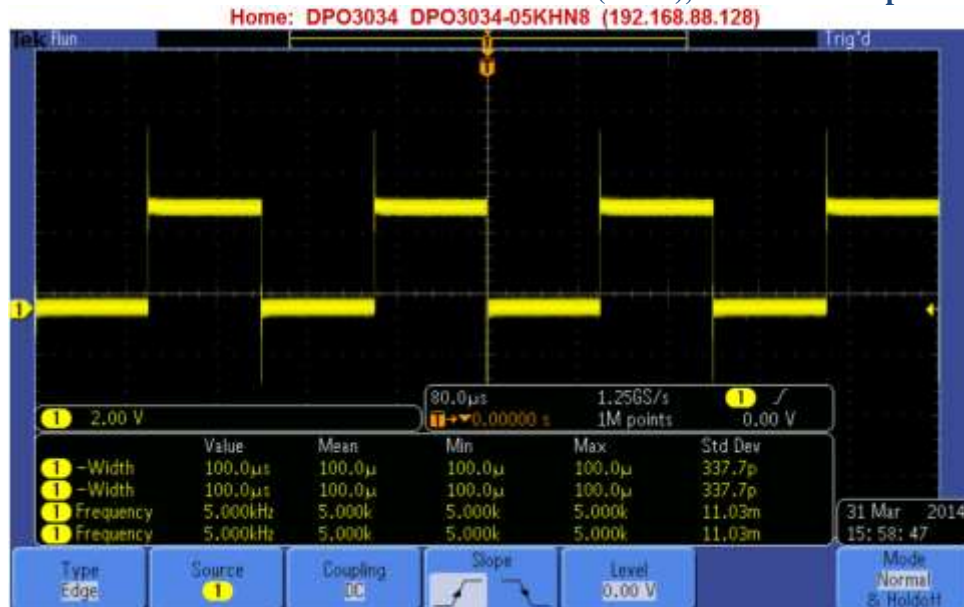 Home: DPO3034 DPO3034-05KHN8 (192.168.88.128)
Tek Run Trig'd
T
T
1
80.0µs 1.25GS/s 1
1 2.00 V T→▼0.00000 s 1M points 0.00 V
Value Mean Min Max Std Dev
1 -Width 100.0µs 100.0µ 100.0µ 100.0µ 337.7p
1 -Width 100.0µs 100.0µ 100.0µ 100.0µ 337.7p
1 Frequency 5.000kHz 5.000k 5.000k 5.000k 11.03m
1 Frequency 5.000kHz 5.000k 5.000k 5.000k 11.03m
31 Mar 2014
15:58:47
Type
Edge
Source
1
Coupling
DC
Slope
Level
0.00 V
Mode
Normal
& Holdoff